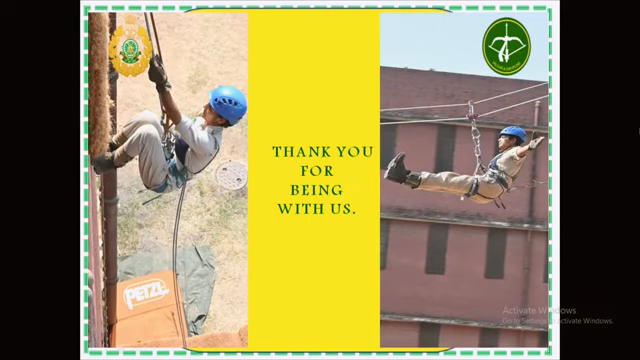 THANK YOU
FOR
BEING
WITH US.
PETZL
Activate Windows
Go to Settings to activate Windows.